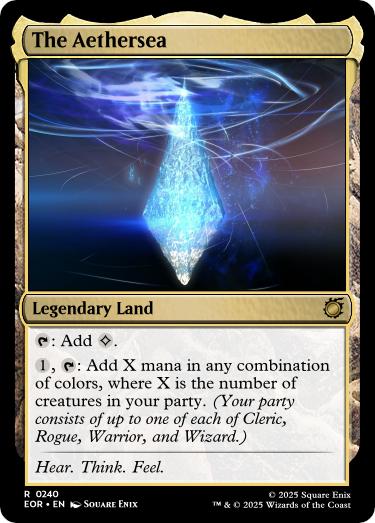 The Aethersea
Legendary Land
: Add .
1, : Add X mana in any combination
of colors, where X is the number of
creatures in your party. (Your party
consists of up to one of each of Cleric,
Rogue, Warrior, and Wizard.)
Hear. Think. Feel.
R 0240
EOR • EN SQUARE ENIX
© 2025 Square Enix
™ & © 2025 Wizards of the Coast